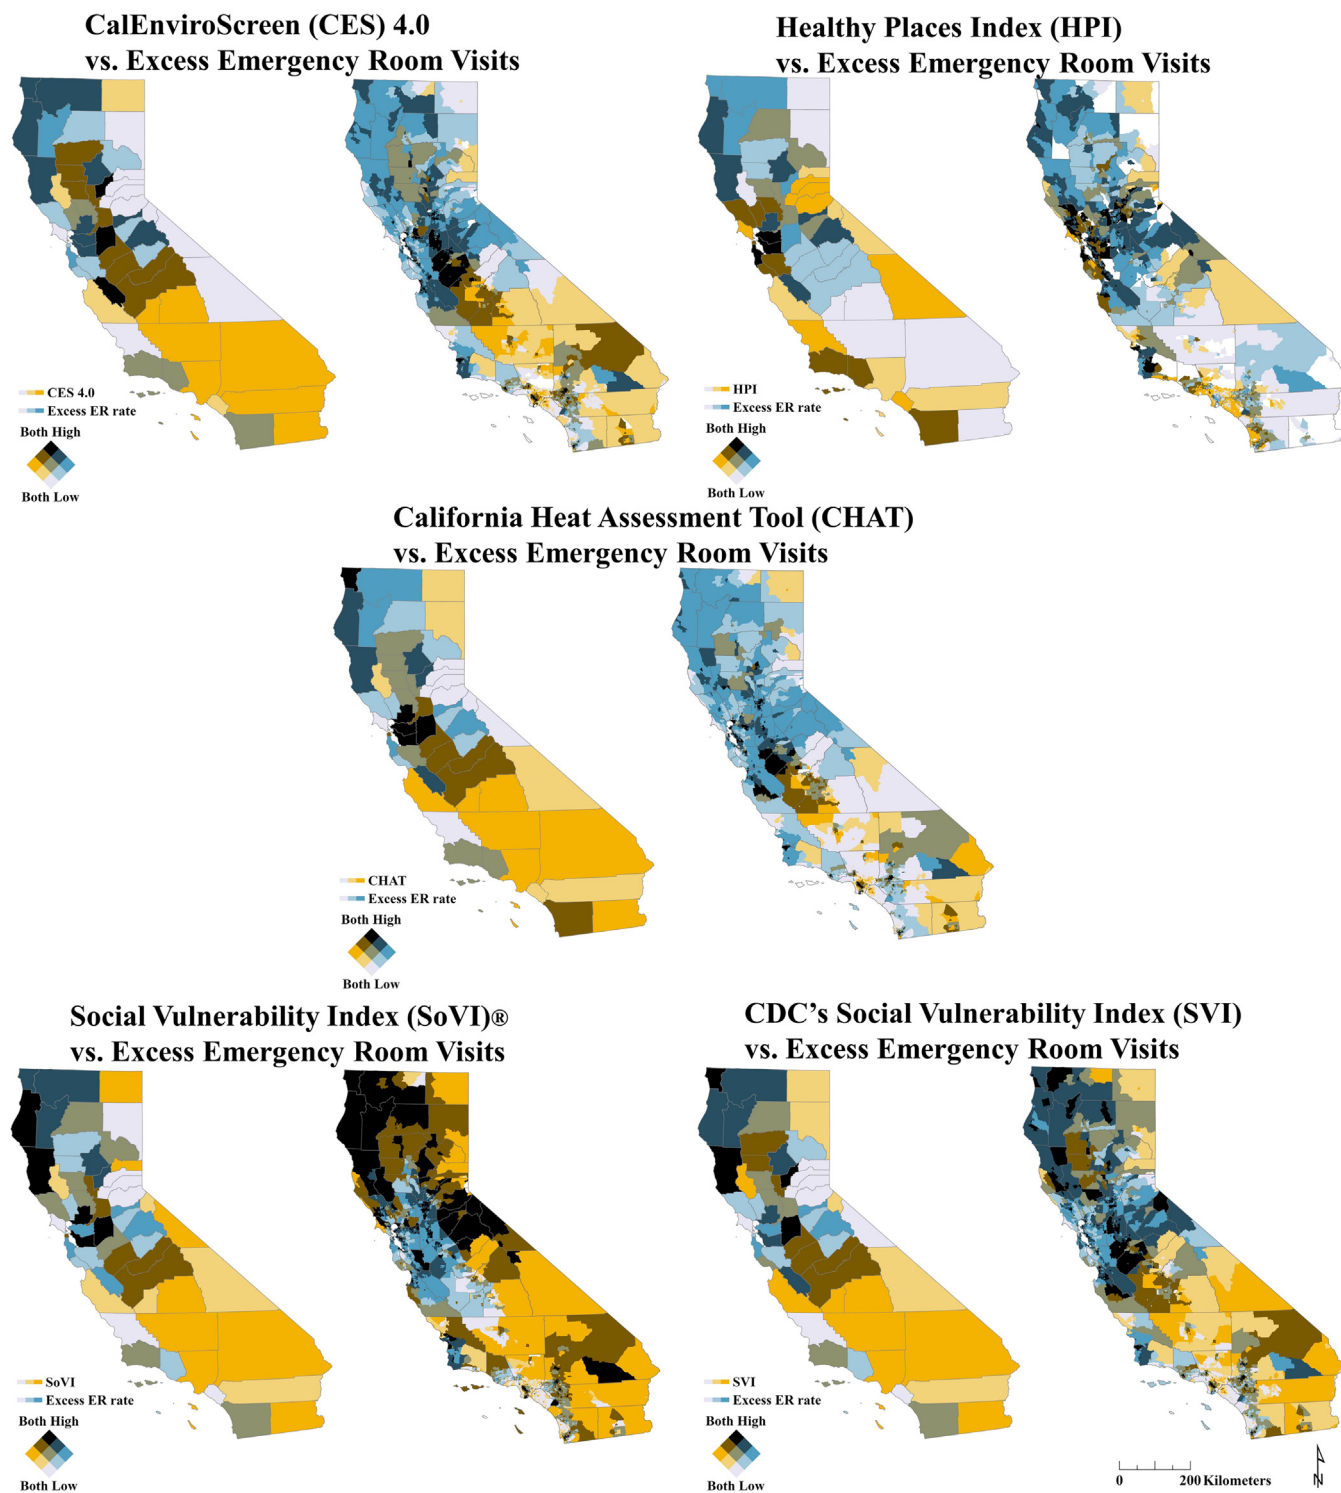 CalEnviroScreen (CES) 4.0
vs. Excess Emergency Room Visits
CES 4.0
Excess ER rate
Both High
Both Low
Healthy Places Index (HPI)
vs. Excess Emergency Room Visits
HPI
Excess ER rate
Both High
Both Low
California Heat Assessment Tool (CHAT)
vs. Excess Emergency Room Visits
CHAT
Excess ER rate
Both High
Both Low
Social Vulnerability Index (SoVI)®
vs. Excess Emergency Room Visits
SoVI
Excess ER rate
Both High
Both Low
CDC's Social Vulnerability Index (SVI)
vs. Excess Emergency Room Visits
SVI
Excess ER rate
Both High
Both Low
0 200 Kilometers
N